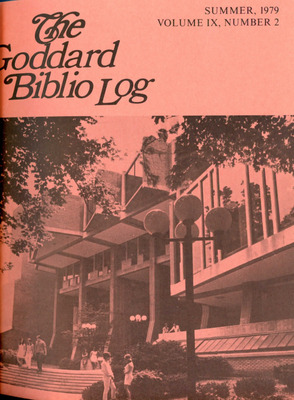 The
Goddard
Biblio Log
SUMMER, 1979
VOLUME IX, NUMBER 2